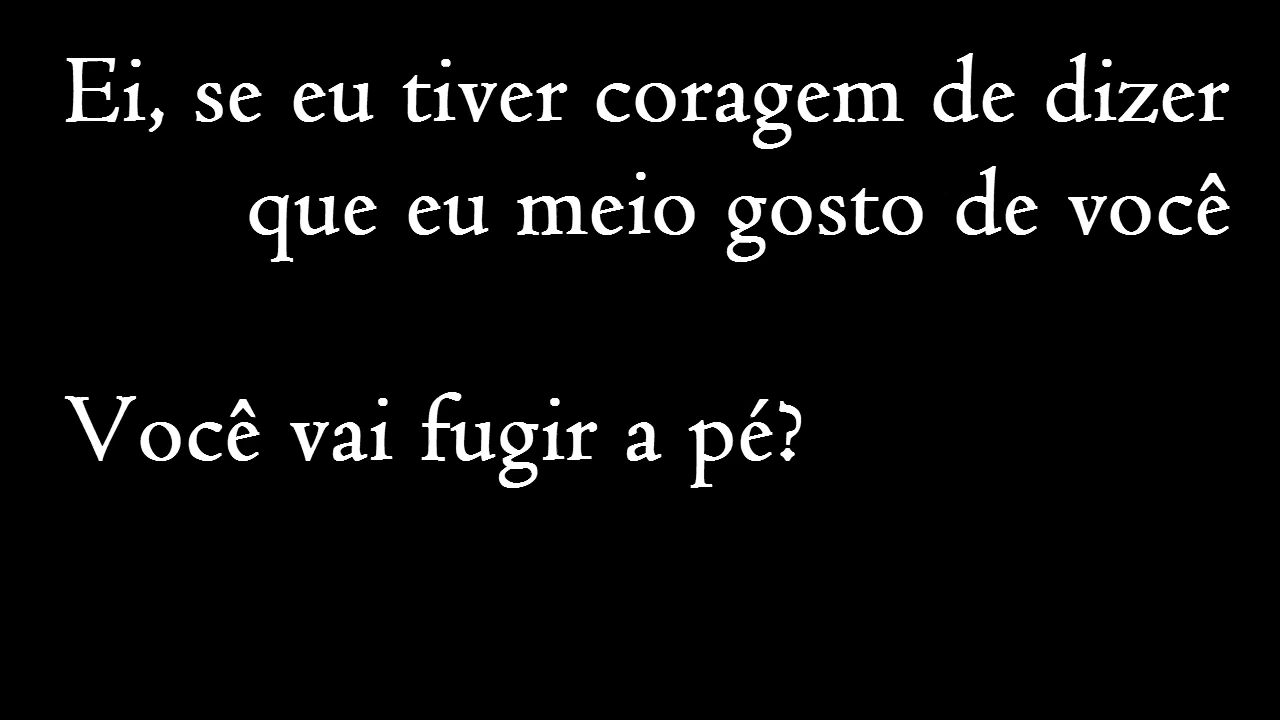 Ei, se eu tiver coragem de dizer
que eu meio gosto de você
Você vai fugir a pé?